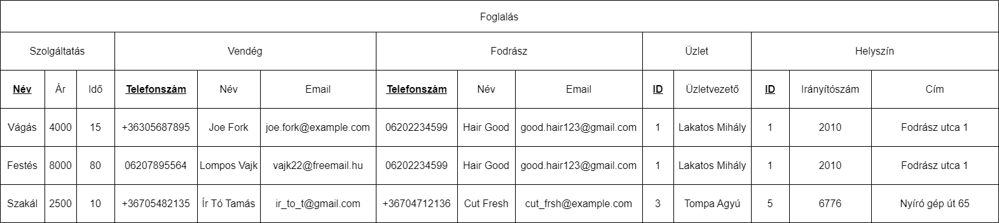 Foglalás
Szolgáltatás Vendég Fodrász Üzlet Helyszín
Név Ár Idő Telefonszám Név Email Telefonszám Név Email ID Üzletvezető ID Irányítószám Cím
Vágás 4000 15 +36305687895 Joe Fork joe.fork@example.com 06202234599 Hair Good good.hair123@gmail.com 1 Lakatos Mihály 1 2010 Fodrász utca 1
Festés 8000 80 06207895564 Lompos Vajk vajk22@freemail.hu 06202234599 Hair Good good.hair123@gmail.com 1 Lakatos Mihály 1 2010 Fodrász utca 1
Szakál 2500 10 +36705482135 Ír Tó Tamás ir_to_t@gmail.com +36704712136 Cut Fresh cut_frsh@example.com 3 Tompa Agyú 5 6776 Nyíró gép út 65